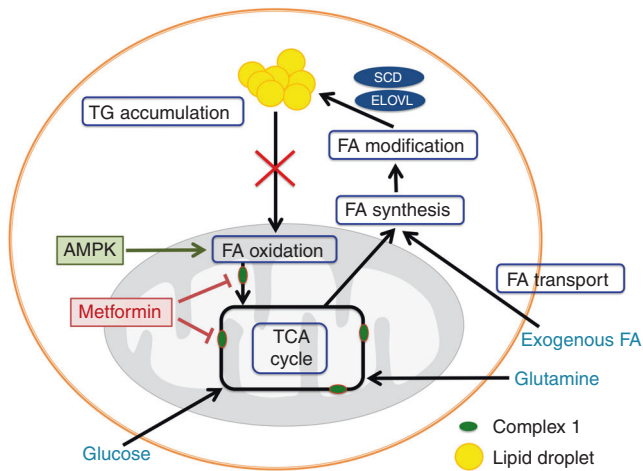 SCD
ELOVL
TG accumulation
FA modification
FA synthesis
AMPK
FA oxidation
FA transport
Metformin
TCA
cycle
Exogenous FA
Glutamine
Glucose
Complex 1
Lipid droplet